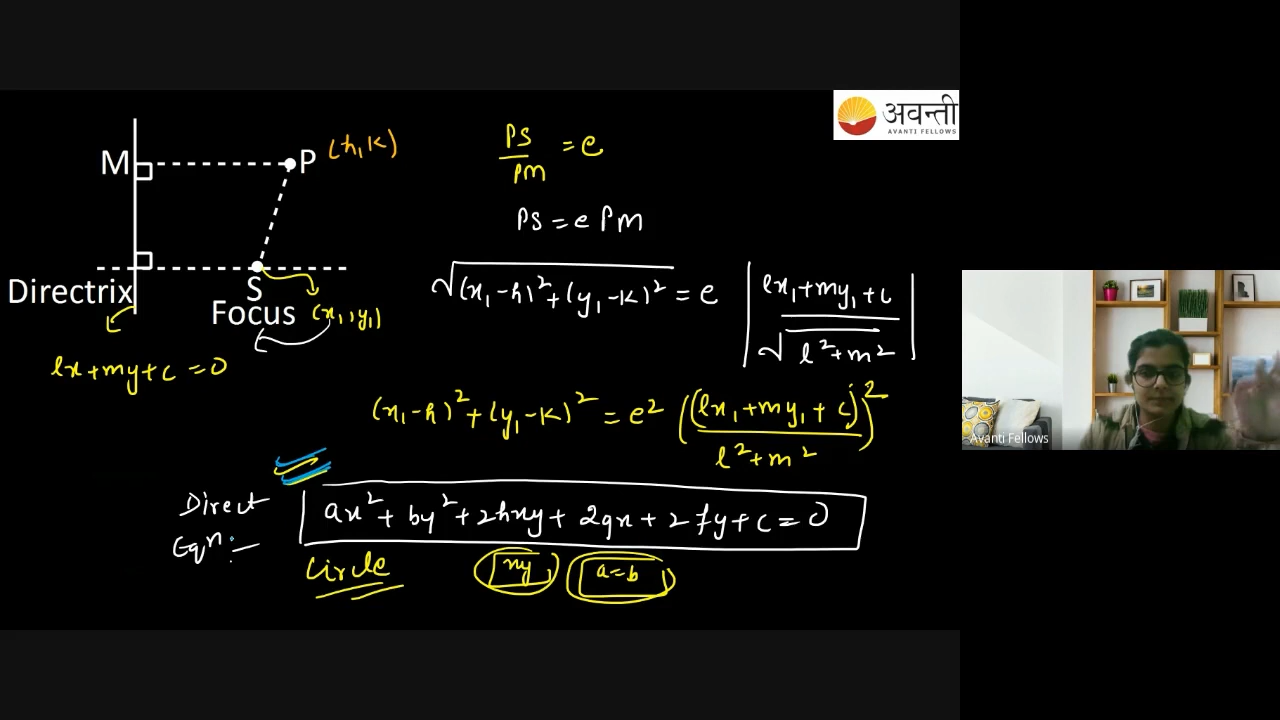 अवन्ती
AVANTI FELLOWS
M
P (h,k)
PS/PM = e
PS = e PM
Directrix
S
Focus (x₁,y₁)
lx+my+c=0
√(x₁-h)²+(y₁-k)² = e |lx₁+my₁+c / √l²+m²|
(x₁-h)²+(y₁-k)² = e² ((lx₁+my₁+c) / l²+m²)²
Direct
Eqⁿ:-
ax²+by²+2hxy+2gx+2fy+c=0
Circle xy a=b
Avanti Fellows